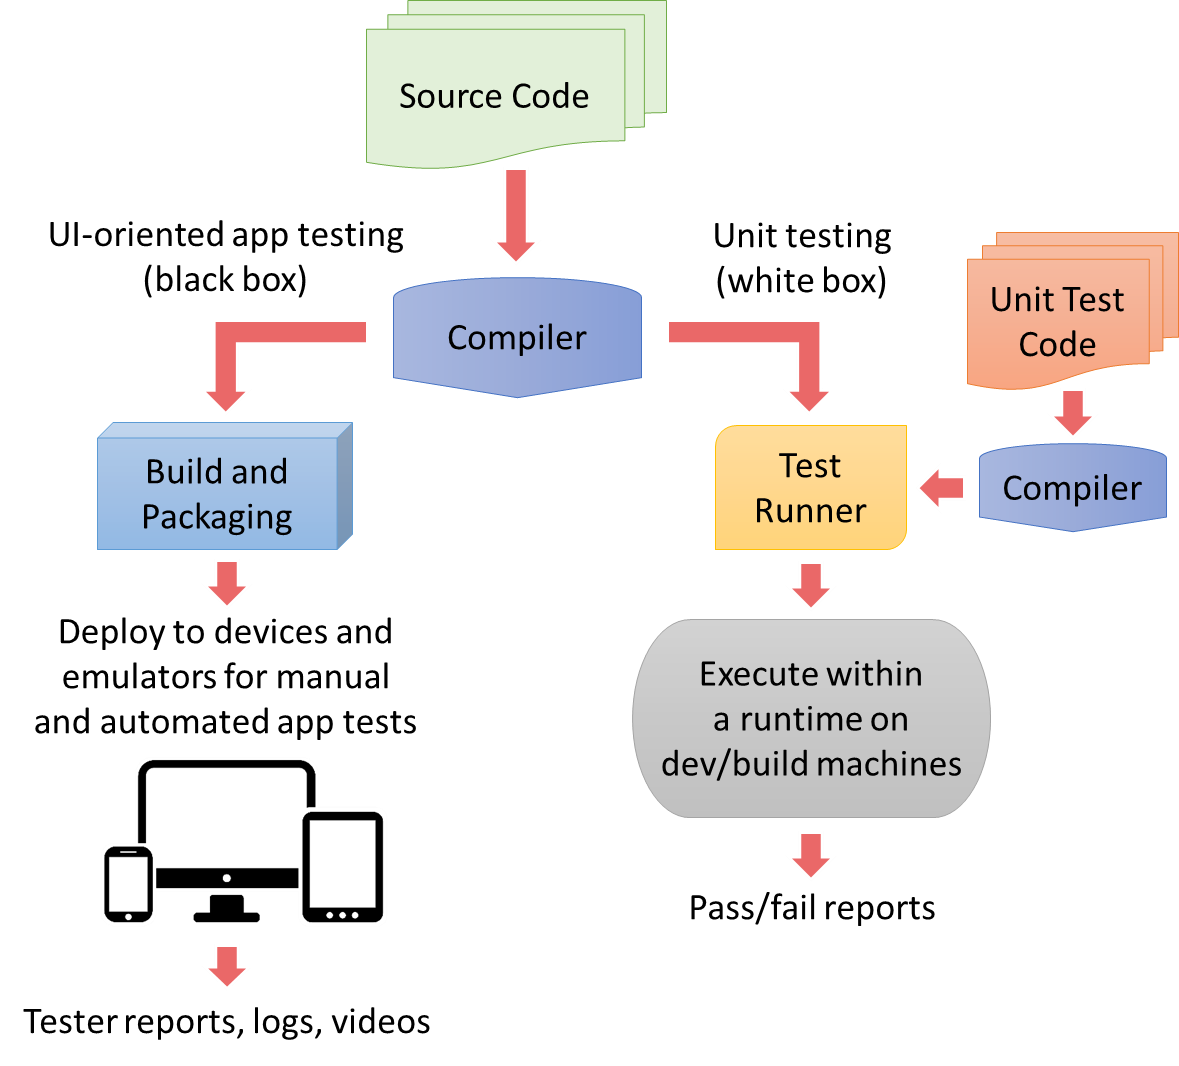 Source Code
UI-oriented app testing
(black box)
Unit testing
(white box)
Unit Test
Code
Compiler
Build and
Packaging
Test
Runner
Compiler
Deploy to devices and
emulators for manual
and automated app tests
Execute within
a runtime on
dev/build machines
Pass/fail reports
Tester reports, logs, videos